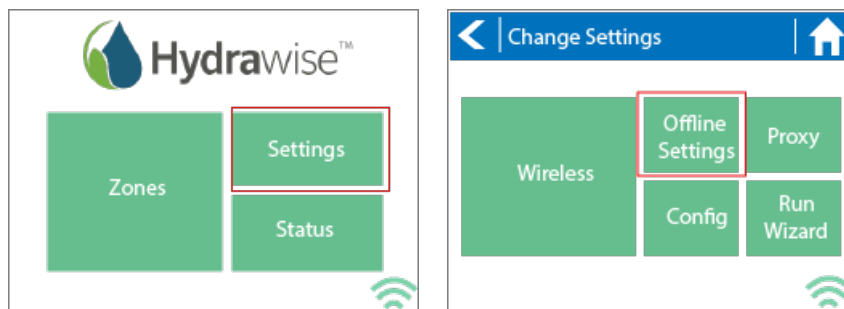 Hydrawise™
Zones
Settings
Status
Change Settings
Wireless
Offline
Settings
Proxy
Config
Run
Wizard